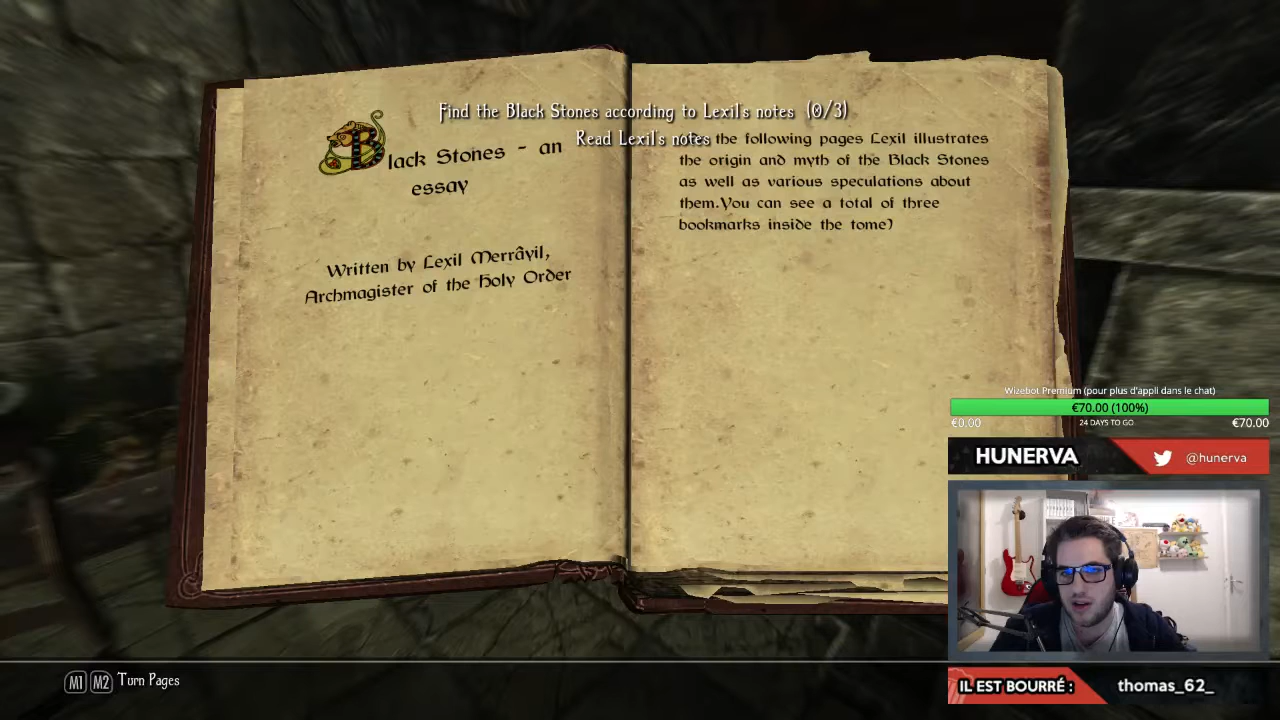 Find the Black Stones according to Lexil's notes (0/3)
Read Lexil's notes
Black Stones - an
essay
Written by Lexil Merrâyil,
Archmagister of the Holy Order
the following pages Lexil illustrates
the origin and myth of the Black Stones
as well as various speculations about
them.You can see a total of three
bookmarks inside the tome)
Wizebot Premium (pour plus d'appli dans le chat)
€70.00 (100%)
€0.00 24 DAYS TO GO €70.00
HUNERVA @hunerva
IL EST BOURRÉ : thomas_62_
M1 M2 Turn Pages